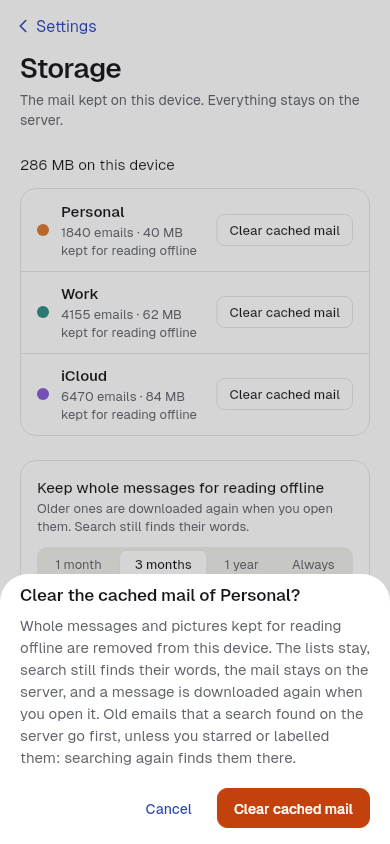 Settings
Storage
The mail kept on this device. Everything stays on the
server.
286 MB on this device
Personal
1840 emails · 40 MB
kept for reading offline
Clear cached mail
Work
4155 emails · 62 MB
kept for reading offline
Clear cached mail
iCloud
6470 emails · 84 MB
kept for reading offline
Clear cached mail
Keep whole messages for reading offline
Older ones are downloaded again when you open
them. Search still finds their words.
1 month 3 months 1 year Always
Clear the cached mail of Personal?
Whole messages and pictures kept for reading
offline are removed from this device. The lists stay,
search still finds their words, the mail stays on the
server, and a message is downloaded again when
you open it. Old emails that a search found on the
server go first, unless you starred or labelled
them: searching again finds them there.
Cancel Clear cached mail